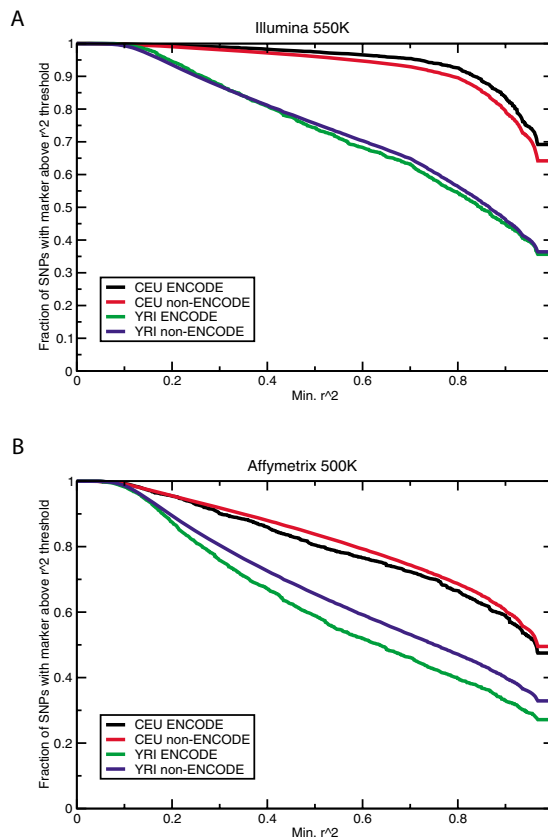 A
Illumina 550K
Fraction of SNPs with marker above r^2 threshold
1
0.9
0.8
0.7
0.6
0.5
0.4
0.3
0.2
0.1
0
CEU ENCODE
CEU non-ENCODE
YRI ENCODE
YRI non-ENCODE
0
0.2
0.4
0.6
0.8
Min. r^2
B
Affymetrix 500K
Fraction of SNPs with marker above r^2 threshold
1
0.8
0.6
0.4
0.2
0
CEU ENCODE
CEU non-ENCODE
YRI ENCODE
YRI non-ENCODE
0
0.2
0.4
0.6
0.8
Min. r^2